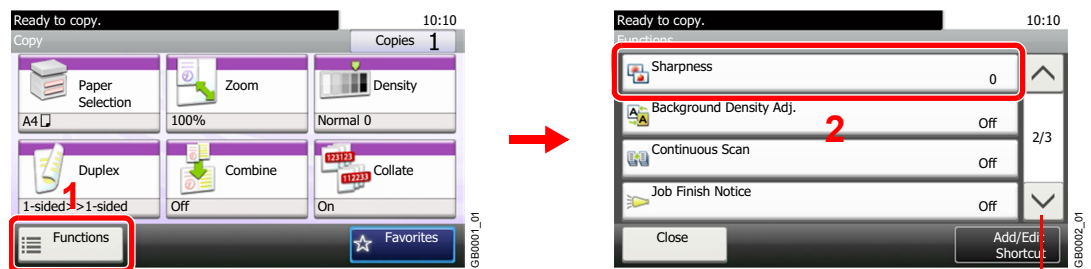 Ready to copy.
10:10
Copy
Copies 1
Paper
Selection
A4
Zoom
100%
Density
Normal 0
Duplex
1-sided>>1-sided
Combine
Off
123123
112233
Collate
On
1
Functions
Favorites
GB0001_01
Ready to copy.
10:10
Functions
Sharpness
0
Background Density Adj.
Off
2
2/3
Continuous Scan
Off
Job Finish Notice
Off
Close
Add/Edit
Shortcut
GB0002_01